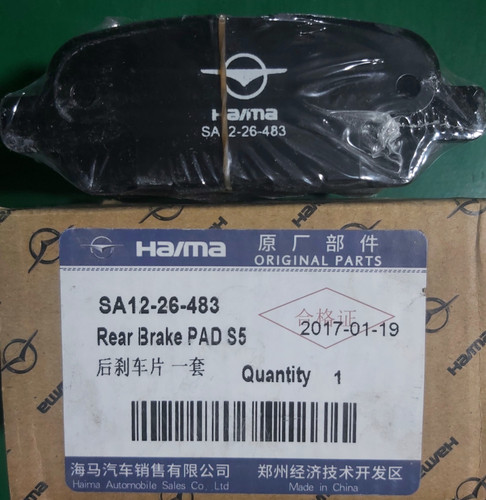 Haima
SA12-26-483
Haima
原厂部件
ORIGINAL PARTS
SA12-26-483
合格证
Rear Brake PAD S5
2017-01-19
后刹车片 一套
Quantity 1
海马汽车销售有限公司
郑州经济技术开发区
Haima Automobile Sales Co., Ltd
Made in China
Haima
Haima
Haima